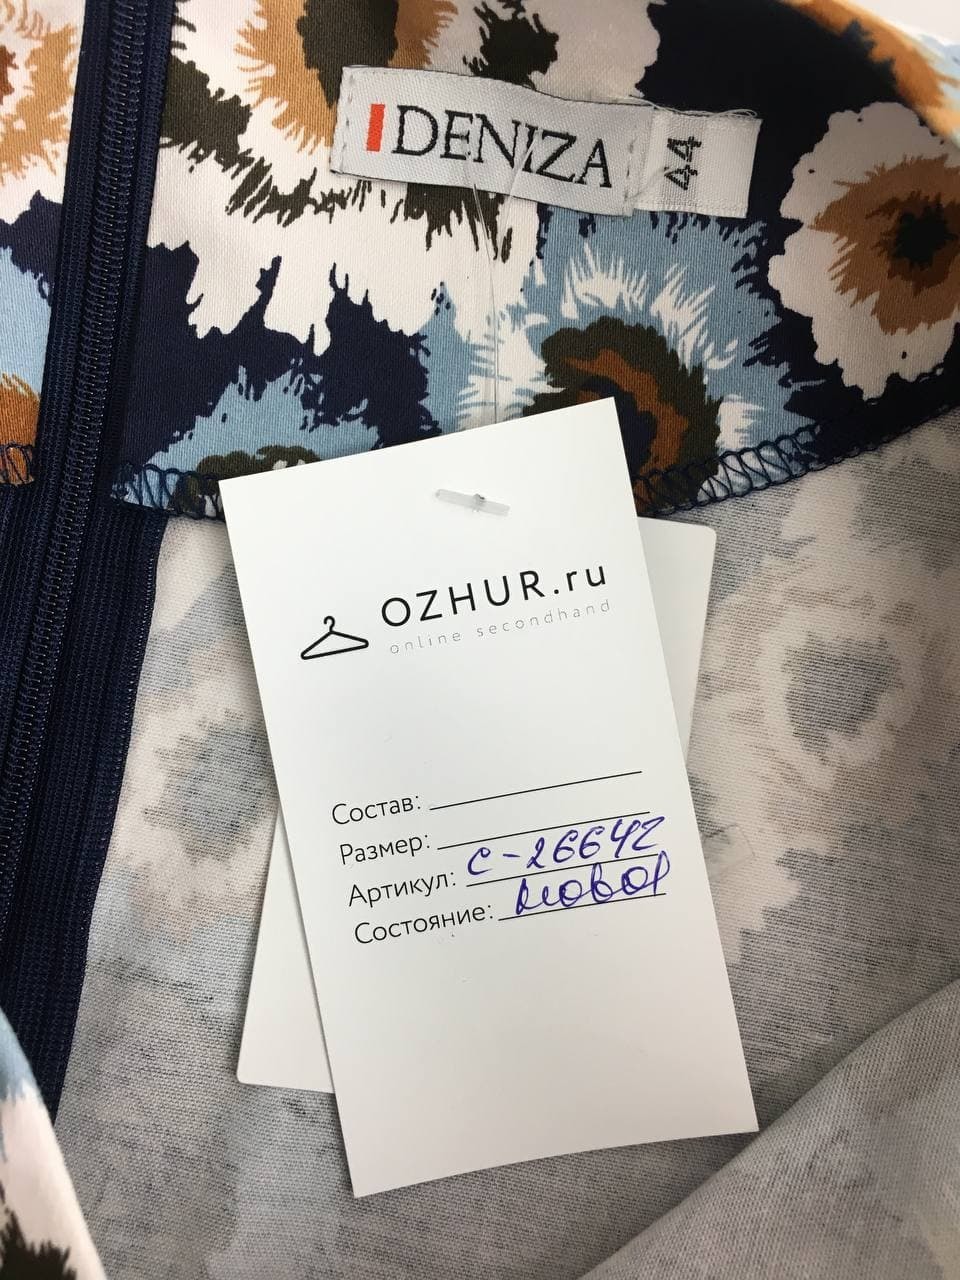 DENIZA
44
OZHUR.ru
online secondhand
Состав:
Размер:
Артикул: С-26642
Состояние: новое